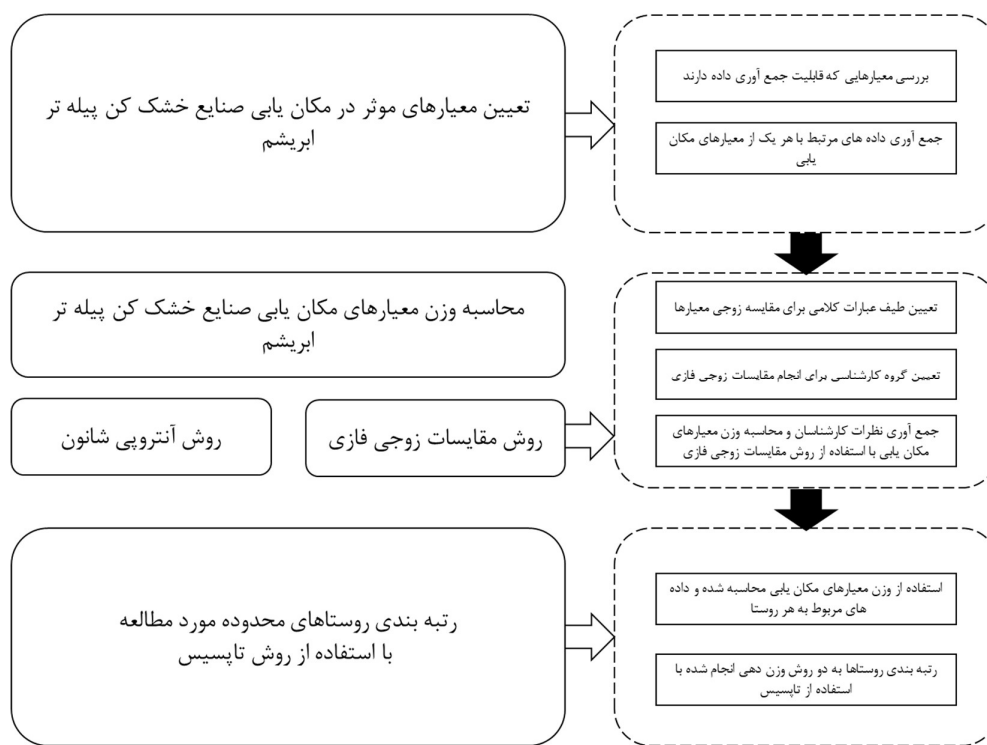 تعیین معیارهای موثر در مکان یابی صنایع خشک کن پیله تر
ابریشم
بررسی معیارهایی که قابلیت جمع آوری داده دارند
جمع آوری داده های مرتبط با هر یک از معیارهای مکان
یابی
محاسبه وزن معیارهای مکان یابی صنایع خشک کن پیله تر
ابریشم
روش مقایسات زوجی فازی
روش آنتروپی شانون
تعیین طیف عبارات کلامی برای مقایسه زوجی معیارها
تعیین گروه کارشناسی برای انجام مقایسات زوجی فازی
جمع آوری نظرات کارشناسان و محاسبه وزن معیارهای
مکان یابی با استفاده از روش مقایسات زوجی فازی
رتبه بندی روستاهای محدوده مورد مطالعه
با استفاده از روش تاپسیس
استفاده از وزن معیارهای مکان یابی محاسبه شده و داده
های مربوط به هر روستا
رتبه بندی روستاها به دو روش وزن دهی انجام شده با
استفاده از تاپسیس